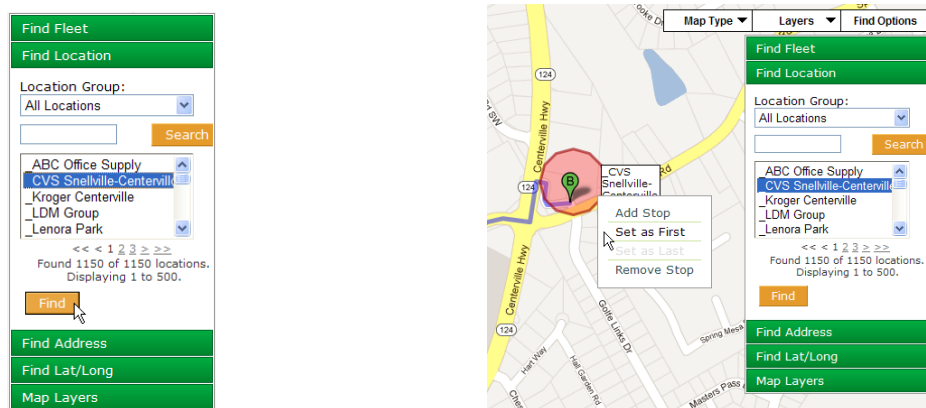 Find Fleet
Find Location
Location Group:
All Locations
Search
_ABC Office Supply
_CVS Snellville-Centerville
_Kroger Centerville
_LDM Group
_Lenora Park
<< < 1 2 3 > >>
Found 1150 of 1150 locations.
Displaying 1 to 500.
Find
Find Address
Find Lat/Long
Map Layers
Map Type
Layers
Find Options
124
Rd SW
Centerville Hwy
124
B
Rd
_CVS
Snellville-
Centerville
Add Stop
Set as First
Set as Last
Remove Stop
Centerville Hwy
124
Golfe Links Dr
Hart Way
Hall Garden Rd
Spring Mesa
Masters Pass
Find Fleet
Find Location
Location Group:
All Locations
Search
_ABC Office Supply
_CVS Snellville-Centerville
_Kroger Centerville
_LDM Group
_Lenora Park
<< < 1 2 3 > >>
Found 1150 of 1150 locations.
Displaying 1 to 500.
Find
Find Address
Find Lat/Long
Map Layers